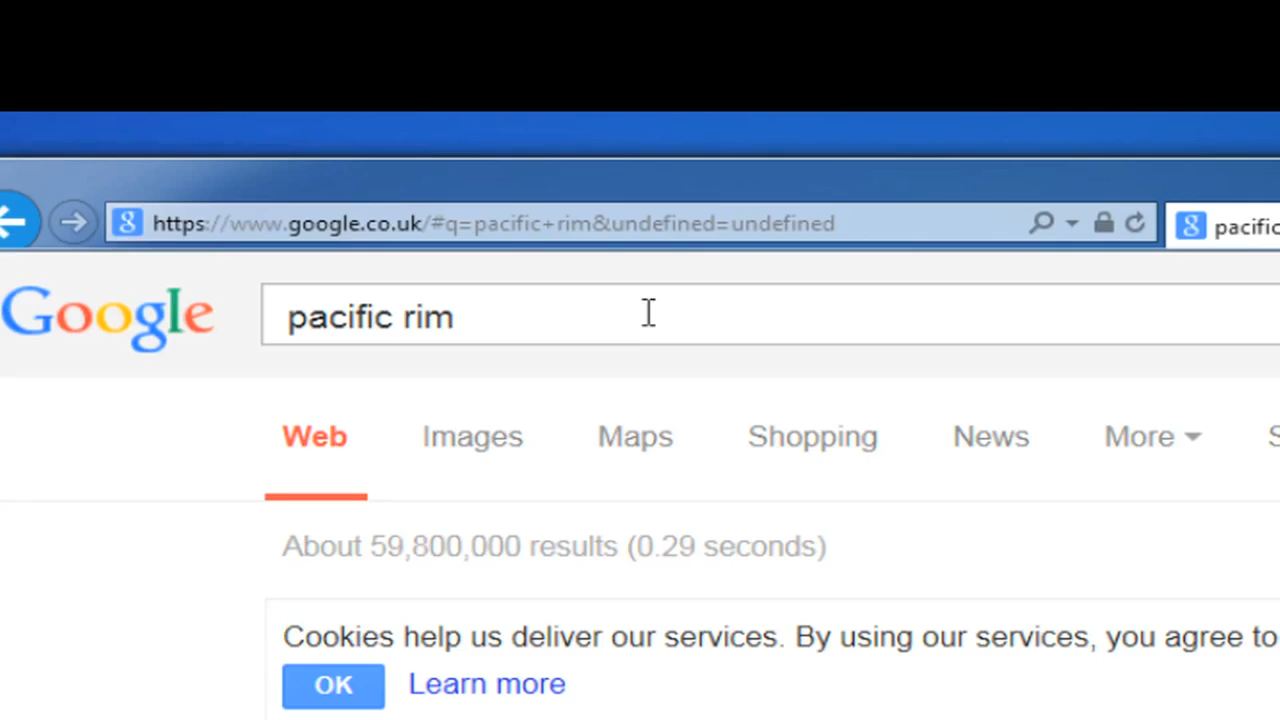 https://www.google.co.uk/#q=pacific+rim&undefined=undefined
pacific
Google
pacific rim
Web Images Maps Shopping News More
About 59,800,000 results (0.29 seconds)
Cookies help us deliver our services. By using our services, you agree to
OK Learn more